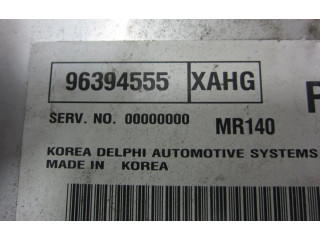 96394555 XAHG
SERV. NO. 00000000 MR140
KOREA DELPHI AUTOMOTIVE SYSTEMS
MADE IN KOREA